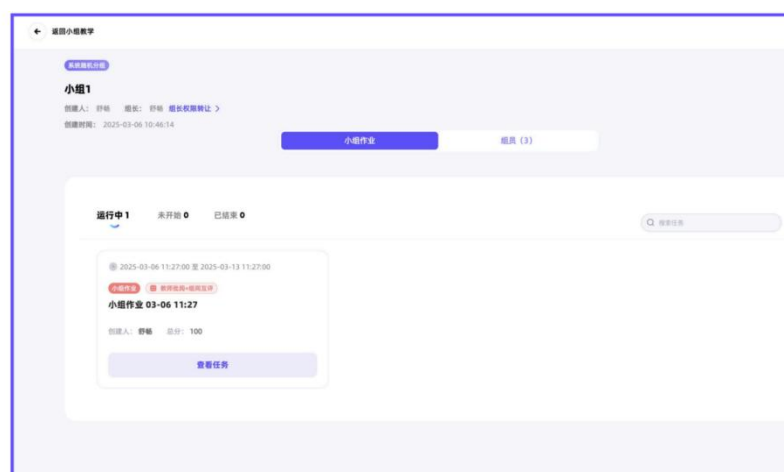 返回小组教学
系统随机分组
小组1
创建人： 舒畅 组长： 舒畅 组长权限转让 >
创建时间： 2025-03-06 10:46:14
小组作业 组员（3）
运行中 1 未开始 0 已结束 0
搜索任务
2025-03-06 11:27:00 至 2025-03-13 11:27:00
小组作业 教师批阅+组间互评
小组作业 03-06 11:27
创建人： 舒畅 总分： 100
查看任务